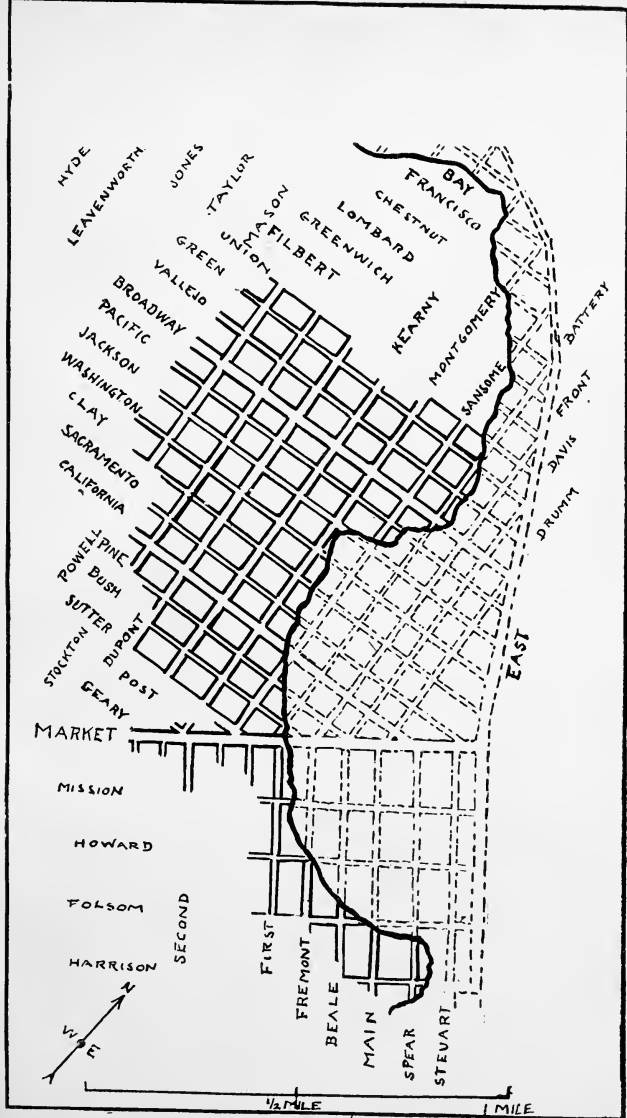 HYDE
LEAVENWORTH
JONES
TAYLOR
MASON
BAY
FRANCISCO
CHESTNUT
LOMBARD
GREENWICH
FILBERT
UNION
GREEN
VALLEJO
BROADWAY
PACIFIC
JACKSON
WASHINGTON
CLAY
SACRAMENTO
CALIFORNIA
PINE
BUSH
SUTTER
POST
GEARY
POWELL
STOCKTON
DUPONT
KEARNY
MONTGOMERY
SANSOME
BATTERY
FRONT
DAVIS
DRUMM
EAST
MARKET
MISSION
HOWARD
FOLSOM
HARRISON
SECOND
FIRST
FREMONT
BEALE
MAIN
SPEAR
STEUART
N
W
E
1/2 MILE
1 MILE